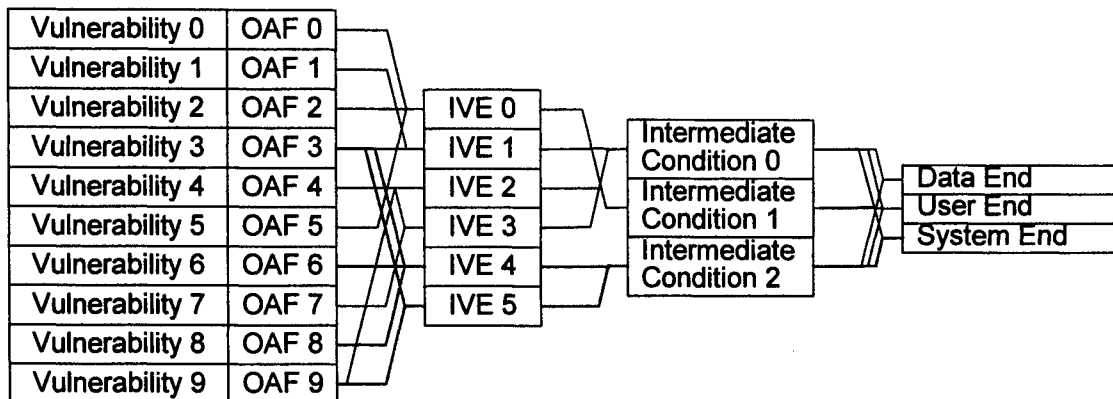 Vulnerability 0 OAF 0
Vulnerability 1 OAF 1
Vulnerability 2 OAF 2
Vulnerability 3 OAF 3
Vulnerability 4 OAF 4
Vulnerability 5 OAF 5
Vulnerability 6 OAF 6
Vulnerability 7 OAF 7
Vulnerability 8 OAF 8
Vulnerability 9 OAF 9
IVE 0
IVE 1
IVE 2
IVE 3
IVE 4
IVE 5
Intermediate
Condition 0
Intermediate
Condition 1
Intermediate
Condition 2
Data End
User End
System End